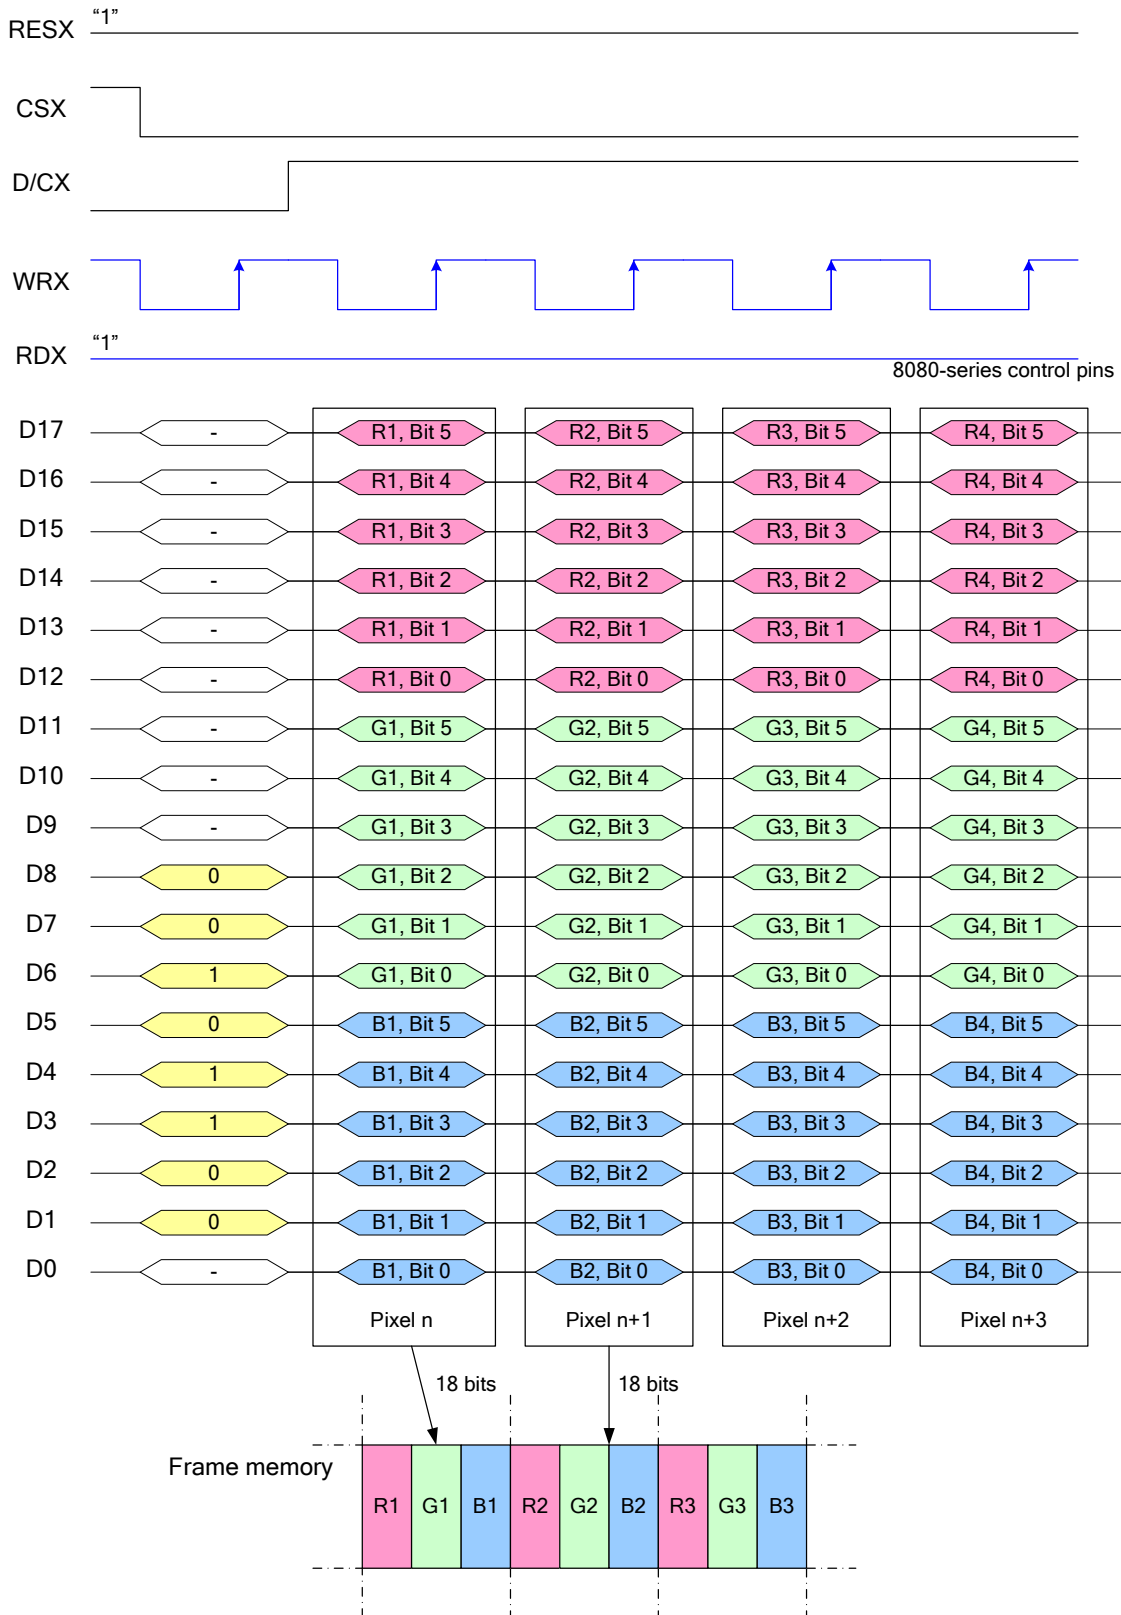 RESX “1”
CSX
D/CX
WRX
RDX “1”
8080-series control pins
D17 - R1, Bit 5 R2, Bit 5 R3, Bit 5 R4, Bit 5
D16 - R1, Bit 4 R2, Bit 4 R3, Bit 4 R4, Bit 4
D15 - R1, Bit 3 R2, Bit 3 R3, Bit 3 R4, Bit 3
D14 - R1, Bit 2 R2, Bit 2 R3, Bit 2 R4, Bit 2
D13 - R1, Bit 1 R2, Bit 1 R3, Bit 1 R4, Bit 1
D12 - R1, Bit 0 R2, Bit 0 R3, Bit 0 R4, Bit 0
D11 - G1, Bit 5 G2, Bit 5 G3, Bit 5 G4, Bit 5
D10 - G1, Bit 4 G2, Bit 4 G3, Bit 4 G4, Bit 4
D9 - G1, Bit 3 G2, Bit 3 G3, Bit 3 G4, Bit 3
D8 0 G1, Bit 2 G2, Bit 2 G3, Bit 2 G4, Bit 2
D7 0 G1, Bit 1 G2, Bit 1 G3, Bit 1 G4, Bit 1
D6 1 G1, Bit 0 G2, Bit 0 G3, Bit 0 G4, Bit 0
D5 0 B1, Bit 5 B2, Bit 5 B3, Bit 5 B4, Bit 5
D4 1 B1, Bit 4 B2, Bit 4 B3, Bit 4 B4, Bit 4
D3 1 B1, Bit 3 B2, Bit 3 B3, Bit 3 B4, Bit 3
D2 0 B1, Bit 2 B2, Bit 2 B3, Bit 2 B4, Bit 2
D1 0 B1, Bit 1 B2, Bit 1 B3, Bit 1 B4, Bit 1
D0 - B1, Bit 0 B2, Bit 0 B3, Bit 0 B4, Bit 0
Pixel n Pixel n+1 Pixel n+2 Pixel n+3
18 bits 18 bits
Frame memory
R1 G1 B1 R2 G2 B2 R3 G3 B3